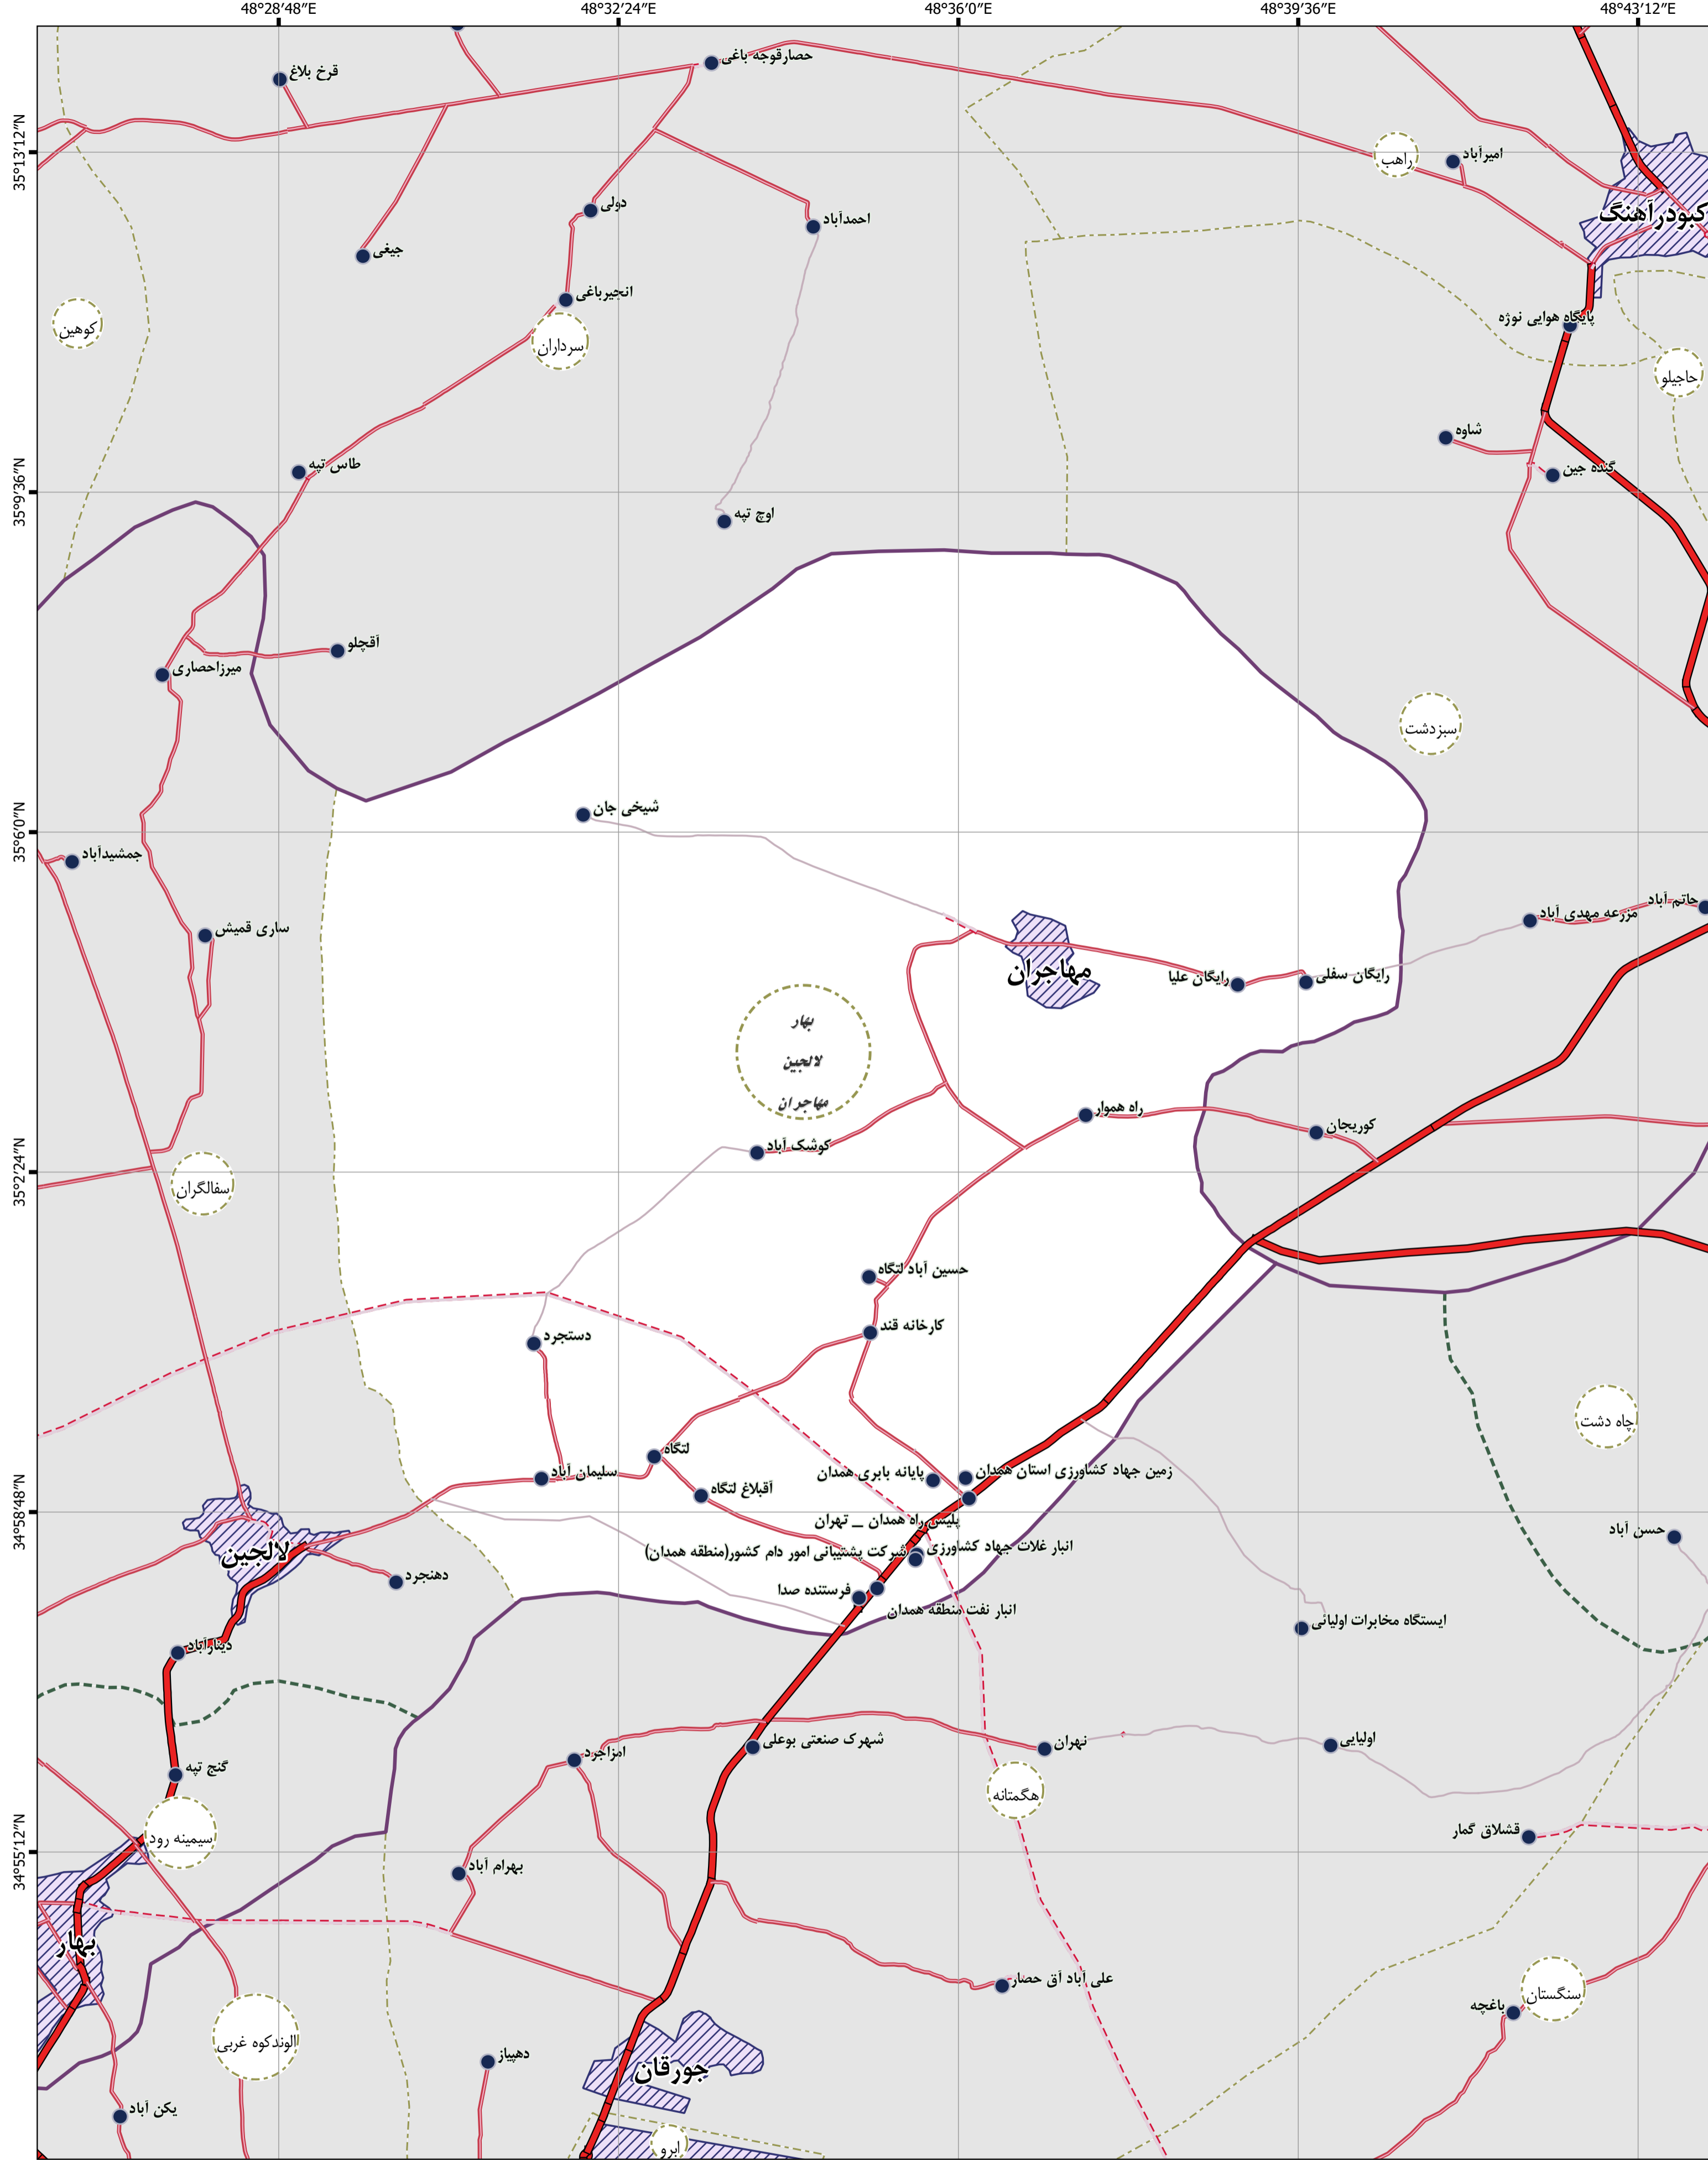 48°28′48″E
48°32′24″E
48°36′0″E
48°39′36″E
48°43′12″E
35°13′12″N
35°9′36″N
35°6′0″N
35°2′24″N
34°58′48″N
34°55′12″N
حصارقوجه باغی
قرخ بلاغ
راهب
امیرآباد
دولی
احمدآباد
کبودرآهنگ
جیغی
انجیرباغی
پایگاه هوایی نوژه
کوهین
سرداران
حاجیلو
شاوه
طاس تپه
گنده جین
اوچ تپه
آقچلو
میرزاحصاری
سبزدشت
شیخی جان
جمشیدآباد
حاتم آباد
مزرعه مهدی آباد
ساری قمیش
مهاجران
رایگان علیا
رایگان سفلی
بهار
لالجین
مهاجران
راه هموار
کوریجان
کوشک آباد
سفالگران
حسین آباد لتگاه
کارخانه قند
دستجرد
چاه دشت
لتگاه
سلیمان آباد
پایانه باربری همدان
زمین جهاد کشاورزی استان همدان
آقبلاغ لتگاه
پلیس راه همدان _ تهران
حسن آباد
لالجین
شرکت پشتیبانی امور دام کشور(منطقه همدان)
انبار غلات جهاد کشاورزی
دهنجرد
فرستنده صدا
انبار نفت منطقه همدان
ایستگاه مخابرات اولیائی
دینارآباد
شهرک صنعتی بوعلی
نهران
اولیایی
امزاجرد
گنج تپه
هگمتانه
سیمینه رود
قشلاق گمار
بهرام آباد
بهار
علی آباد آق حصار
سنگستان
باغچه
الوندکوه غربی
دهپیاز
جورقان
یکن آباد
ابرو